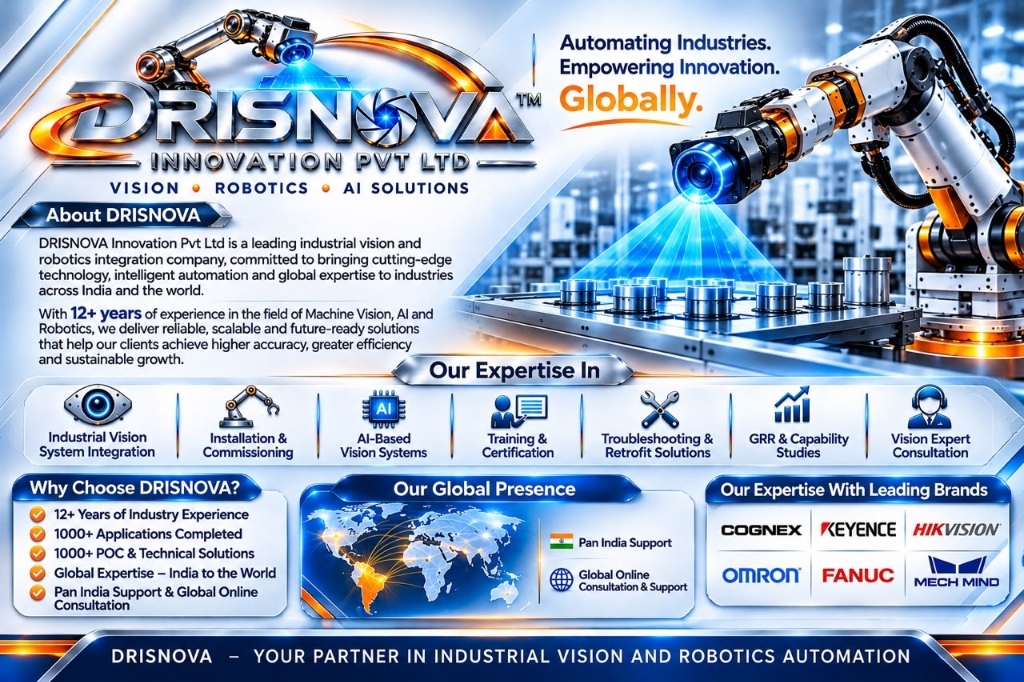 DRISNOVA™
INNOVATION PVT LTD
VISION • ROBOTICS • AI SOLUTIONS
Automating Industries.
Empowering Innovation.
Globally.
About DRISNOVA
DRISNOVA Innovation Pvt Ltd is a leading industrial vision and
robotics integration company, committed to bringing cutting-edge
technology, intelligent automation and global expertise to industries
across India and the world.
With 12+ years of experience in the field of Machine Vision, AI and
Robotics, we deliver reliable, scalable and future-ready solutions
that help our clients achieve higher accuracy, greater efficiency
and sustainable growth.
Our Expertise In
Industrial Vision
System Integration
Installation &
Commissioning
AI
AI-Based
Vision Systems
Training &
Certification
Troubleshooting &
Retrofit Solutions
GRR & Capability
Studies
Vision Expert
Consultation
Why Choose DRISNOVA?
12+ Years of Industry Experience
1000+ Applications Completed
1000+ POC & Technical Solutions
Global Expertise – India to the World
Pan India Support & Global Online
Consultation
Our Global Presence
Pan India Support
Global Online
Consultation & Support
Our Expertise With Leading Brands
COGNEX
KEYENCE
HIKVISION
OMRON
FANUC
MECH MIND
DRISNOVA – YOUR PARTNER IN INDUSTRIAL VISION AND ROBOTICS AUTOMATION